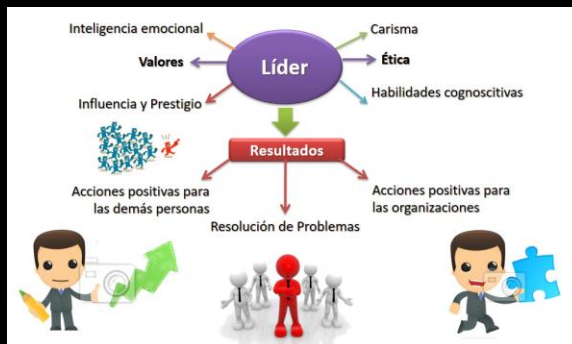 Inteligencia emocional
Carisma
Valores
Líder
Ética
Influencia y Prestigio
Habilidades cognoscitivas
Resultados
Acciones positivas para
las demás personas
Resolución de Problemas
Acciones positivas para
las organizaciones